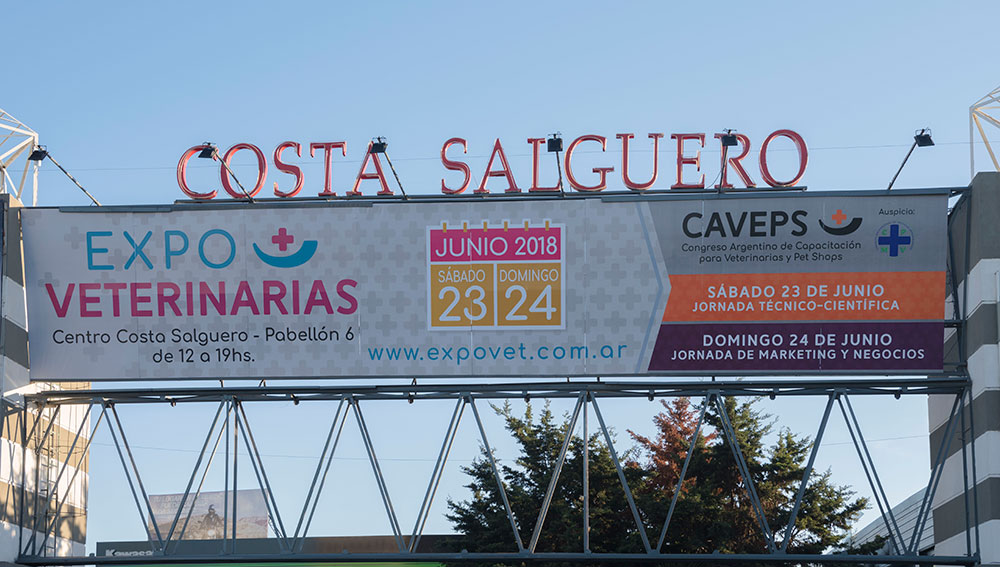 COSTA SALGUERO
EXPO
VETERINARIAS
Centro Costa Salguero - Pabellón 6
de 12 a 19hs.
JUNIO 2018
SÁBADO DOMINGO
23 24
www.expovet.com.ar
CAVEPS
Congreso Argentino de Capacitación
para Veterinarias y Pet Shops
Auspicia:
SÁBADO 23 DE JUNIO
JORNADA TÉCNICO-CIENTÍFICA
DOMINGO 24 DE JUNIO
JORNADA DE MARKETING Y NEGOCIOS
Kawasaki